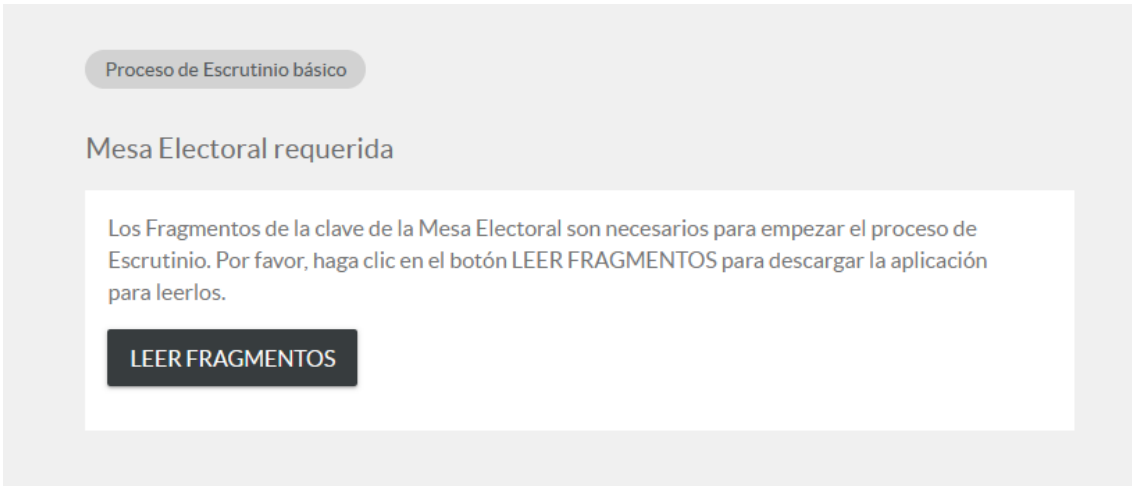 Proceso de Escrutinio básico
Mesa Electoral requerida
Los Fragmentos de la clave de la Mesa Electoral son necesarios para empezar el proceso de
Escrutinio. Por favor, haga clic en el botón LEER FRAGMENTOS para descargar la aplicación
para leerlos.
LEER FRAGMENTOS